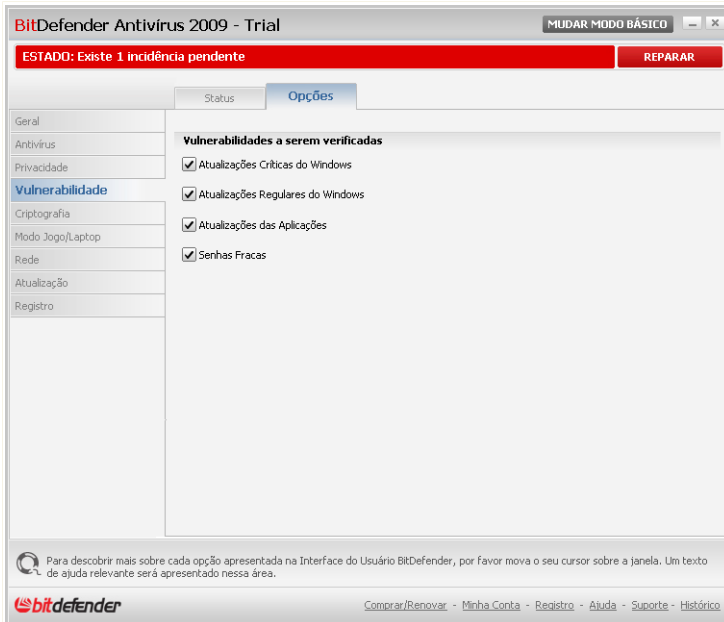 BitDefender Antivírus 2009 - Trial
MUDAR MODO BÁSICO
ESTADO: Existe 1 incidência pendente
REPARAR
Status
Opções
Geral
Antivírus
Privacidade
Vulnerabilidade
Criptografia
Modo Jogo/Laptop
Rede
Atualização
Registro
Vulnerabilidades a serem verificadas
Atualizações Críticas do Windows
Atualizações Regulares do Windows
Atualizações das Aplicações
Senhas Fracas
Para descobrir mais sobre cada opção apresentada na Interface do Usuário BitDefender, por favor mova o seu cursor sobre a janela. Um texto
de ajuda relevante será apresentado nessa área.
bitdefender
Comprar/Renovar - Minha Conta - Registro - Ajuda - Suporte - Histórico